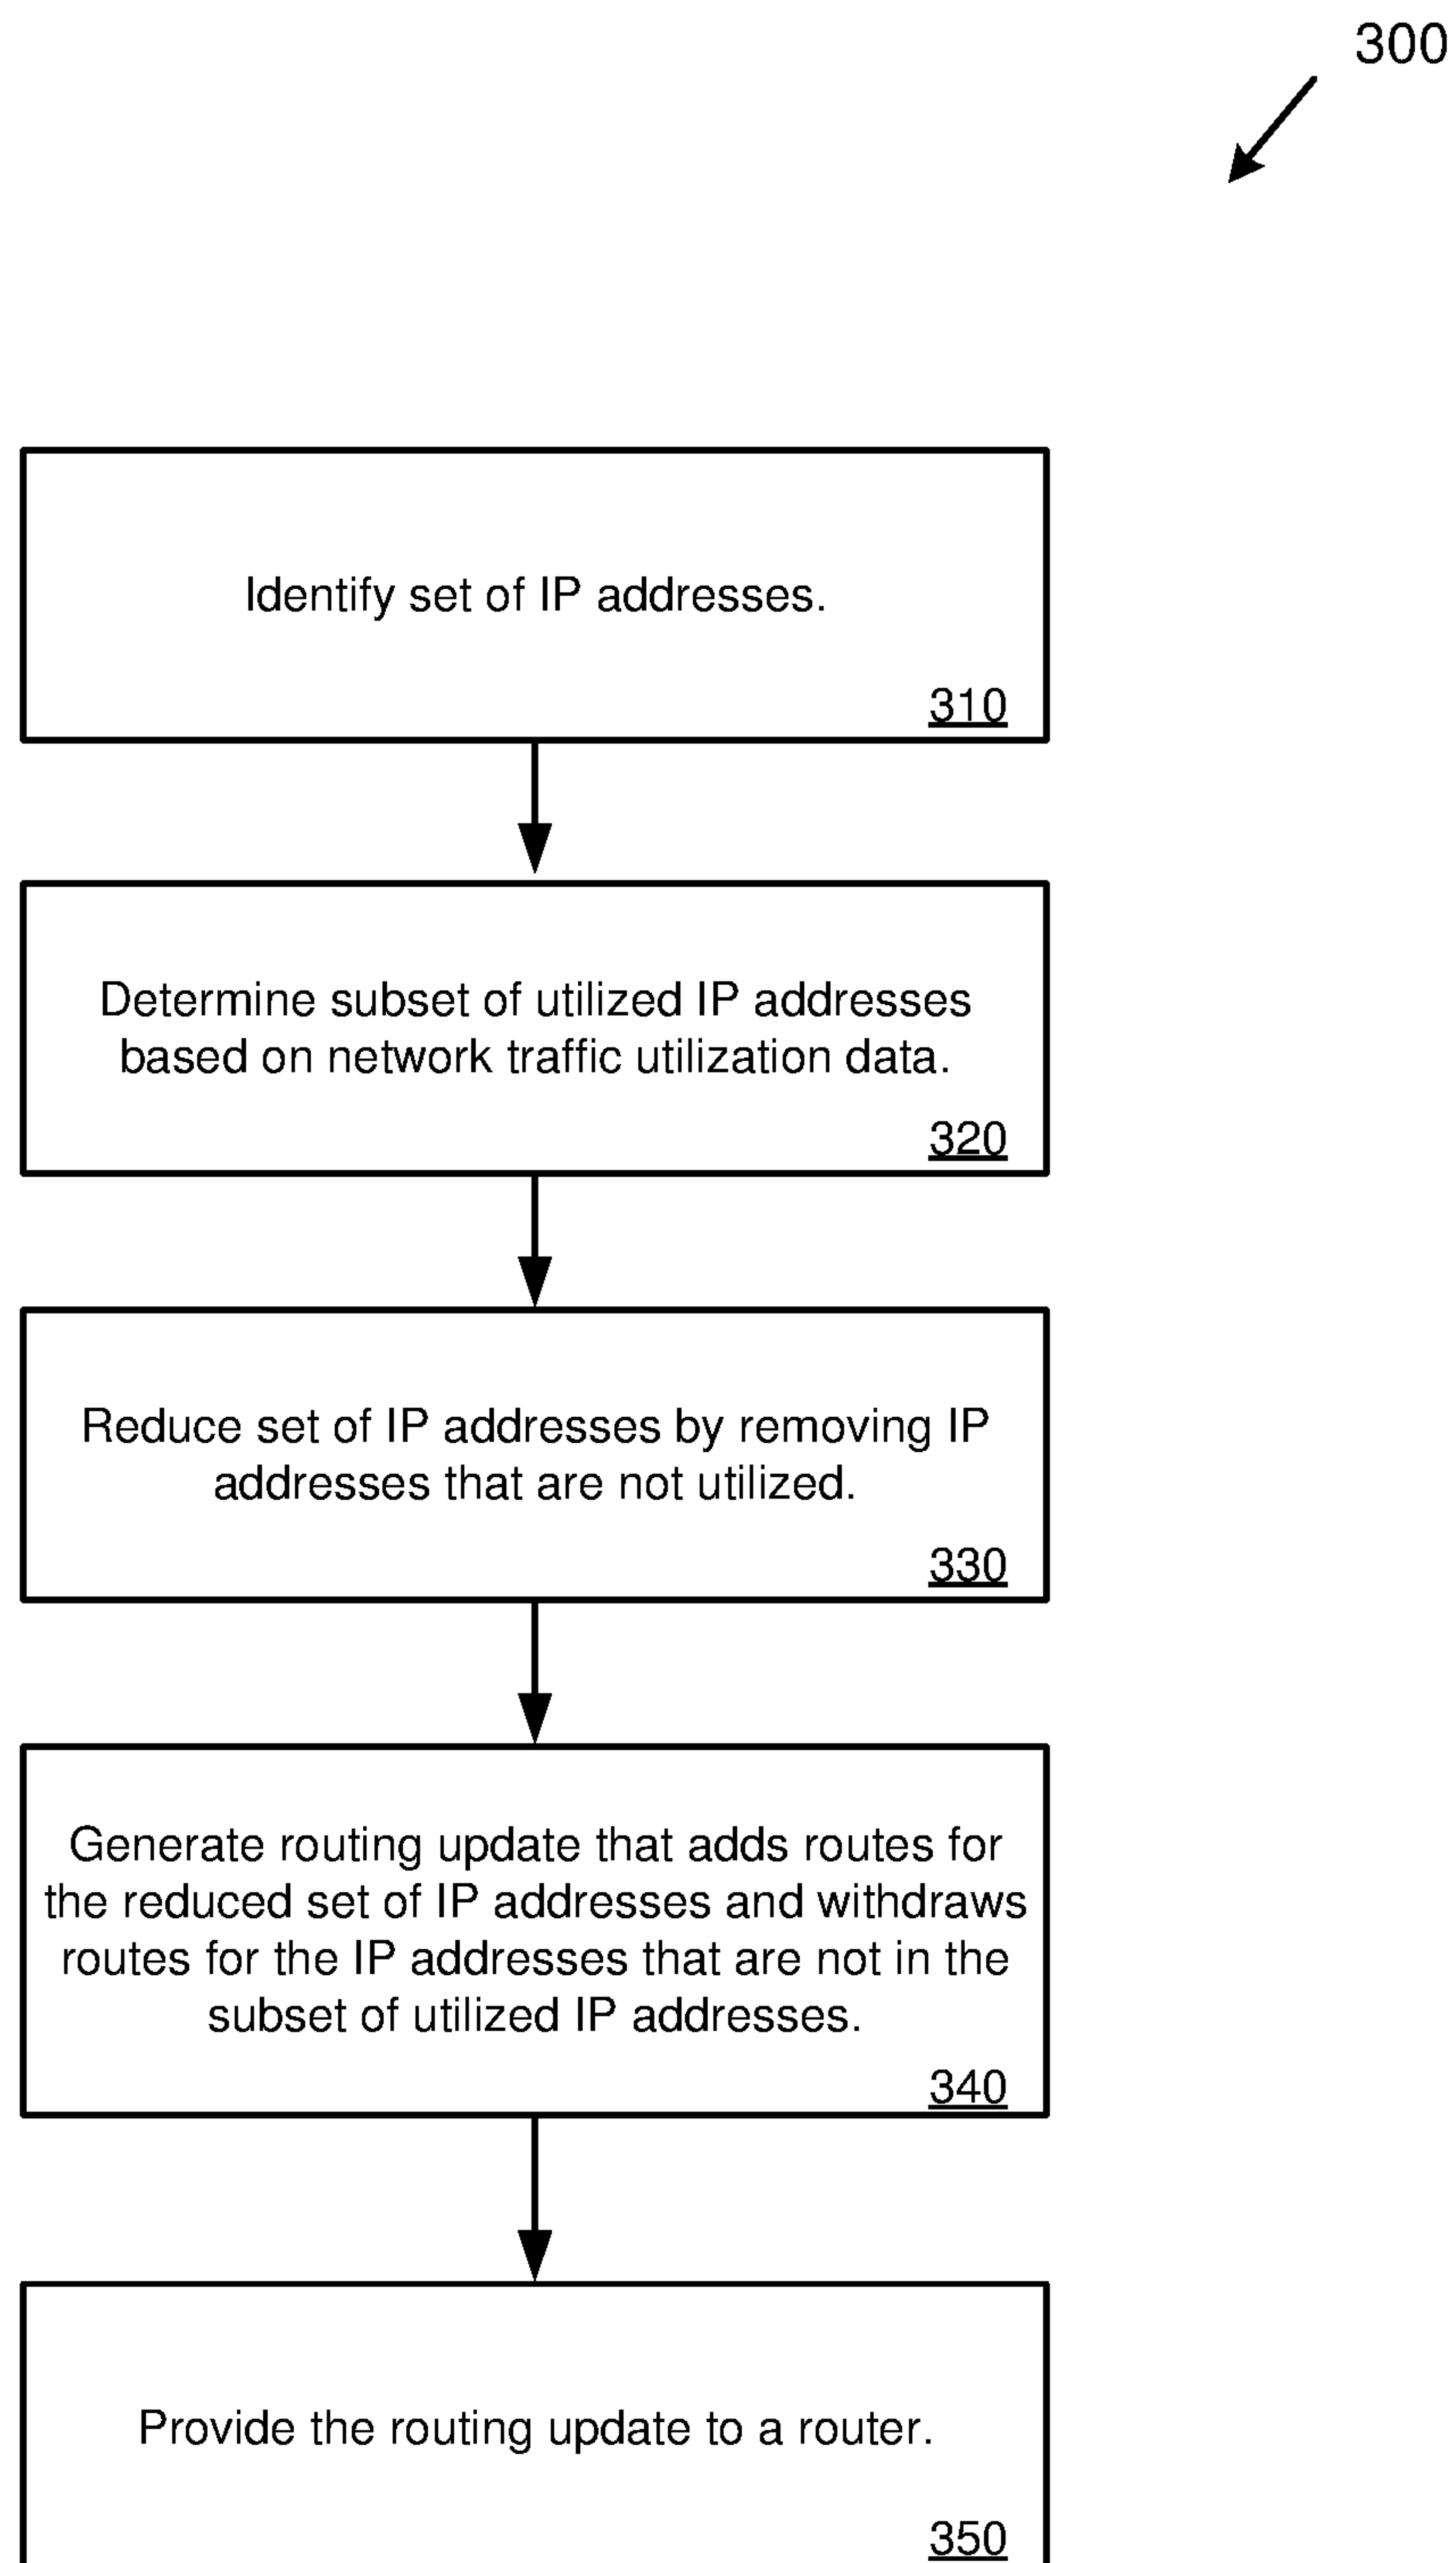 300
Identify set of IP addresses.
310
Determine subset of utilized IP addresses
based on network traffic utilization data.
320
Reduce set of IP addresses by removing IP
addresses that are not utilized.
330
Generate routing update that adds routes for
the reduced set of IP addresses and withdraws
routes for the IP addresses that are not in the
subset of utilized IP addresses.
340
Provide the routing update to a router.
350